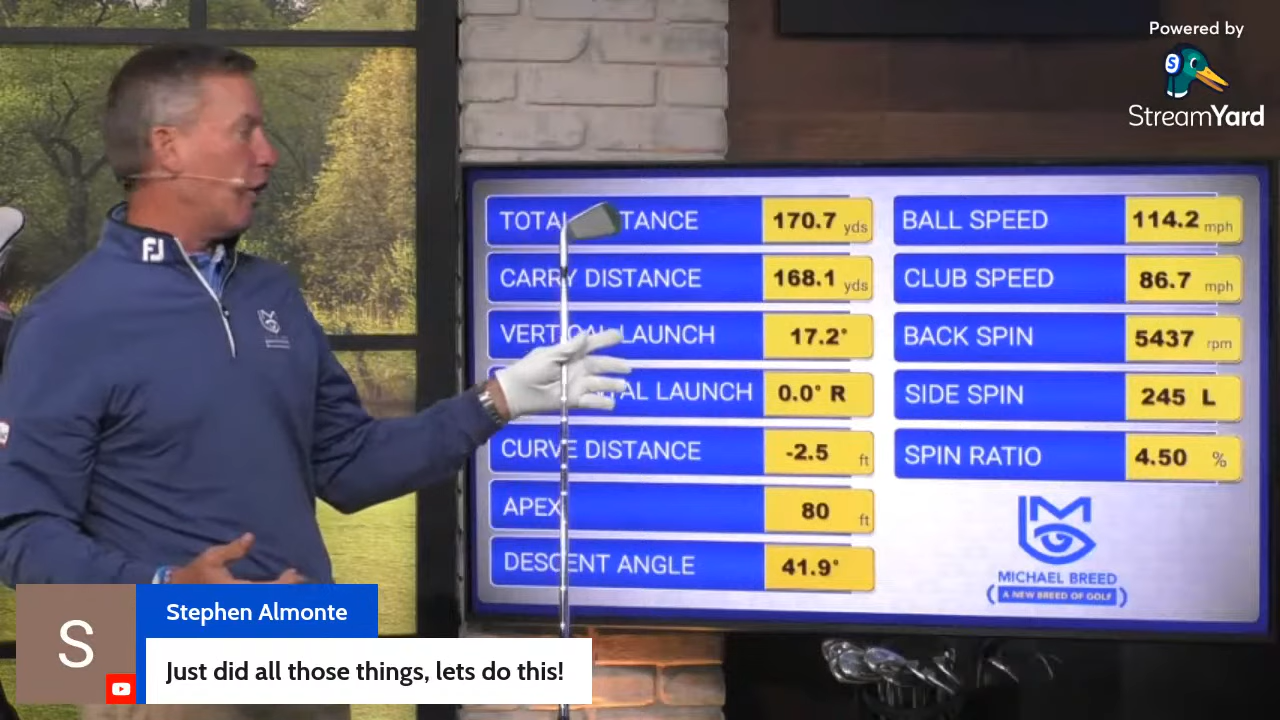 Powered by
StreamYard
S
FJ
TOTAL DISTANCE 170.7 yds
CARRY DISTANCE 168.1 yds
VERTICAL LAUNCH 17.2°
TAL LAUNCH 0.0° R
CURVE DISTANCE -2.5 ft
APEX 80 ft
DESCENT ANGLE 41.9°
BALL SPEED 114.2 mph
CLUB SPEED 86.7 mph
BACK SPIN 5437 rpm
SIDE SPIN 245 L
SPIN RATIO 4.50 %
MICHAEL BREED
(A NEW BREED OF GOLF)
S
Stephen Almonte
Just did all those things, lets do this!